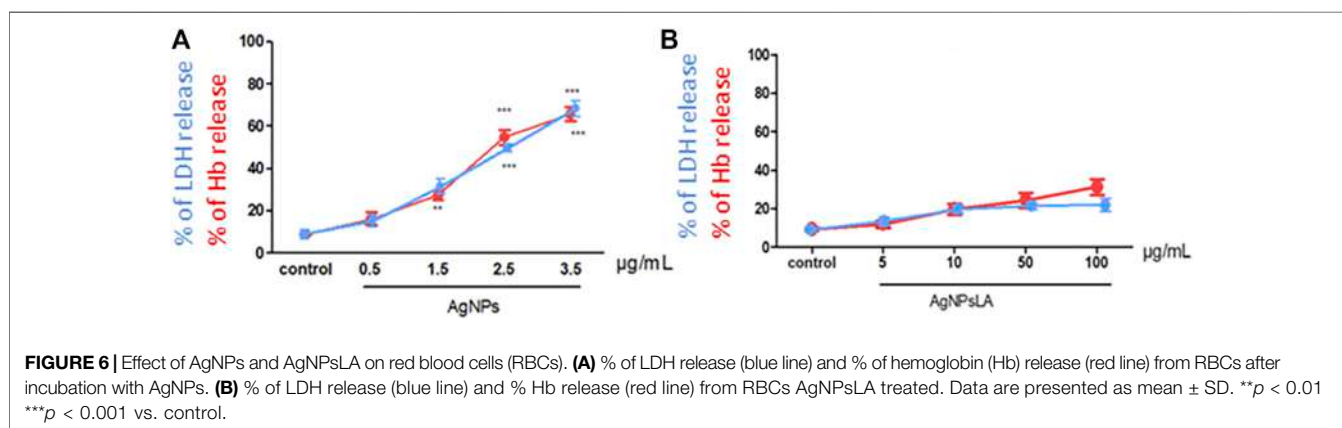 A
% of LDH release
% of Hb release
100
80
60
40
20
0
***
***
***
***
**
control
0.5
1.5
2.5
3.5
µg/mL
AgNPs
B
% of LDH release
% of Hb release
100
80
60
40
20
0
control
5
10
50
100
µg/mL
AgNPsLA
FIGURE 6 | Effect of AgNPs and AgNPsLA on red blood cells (RBCs). (A) % of LDH release (blue line) and % of hemoglobin (Hb) release (red line) from RBCs after
incubation with AgNPs. (B) % of LDH release (blue line) and % Hb release (red line) from RBCs AgNPsLA treated. Data are presented as mean ± SD. **p < 0.01
***p < 0.001 vs. control.